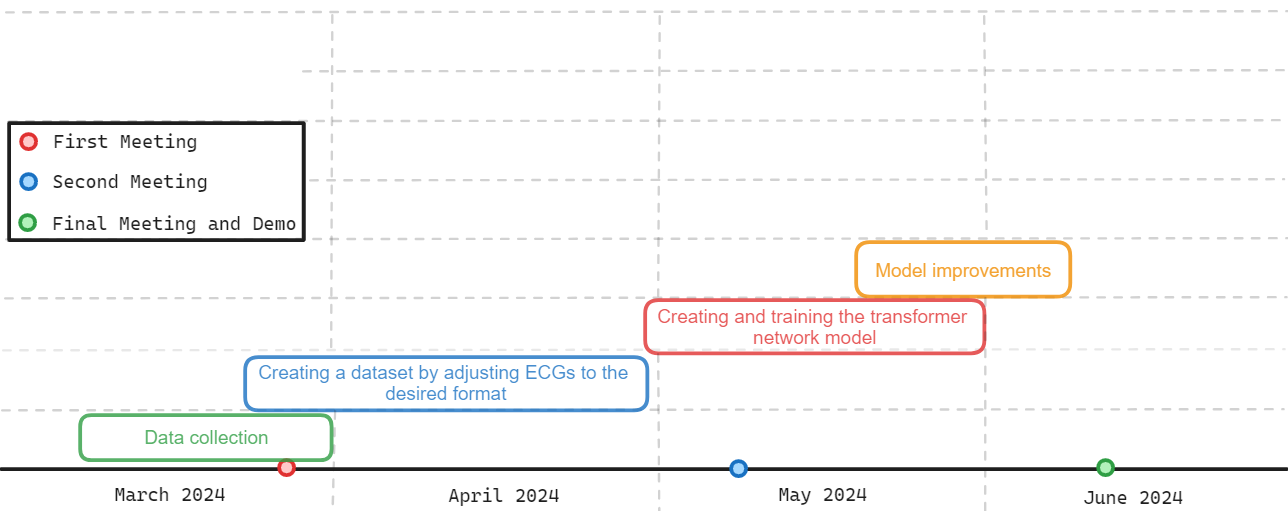 First Meeting
Second Meeting
Final Meeting and Demo
Model improvements
Creating and training the transformer
network model
Creating a dataset by adjusting ECGs to the
desired format
Data collection
March 2024
April 2024
May 2024
June 2024